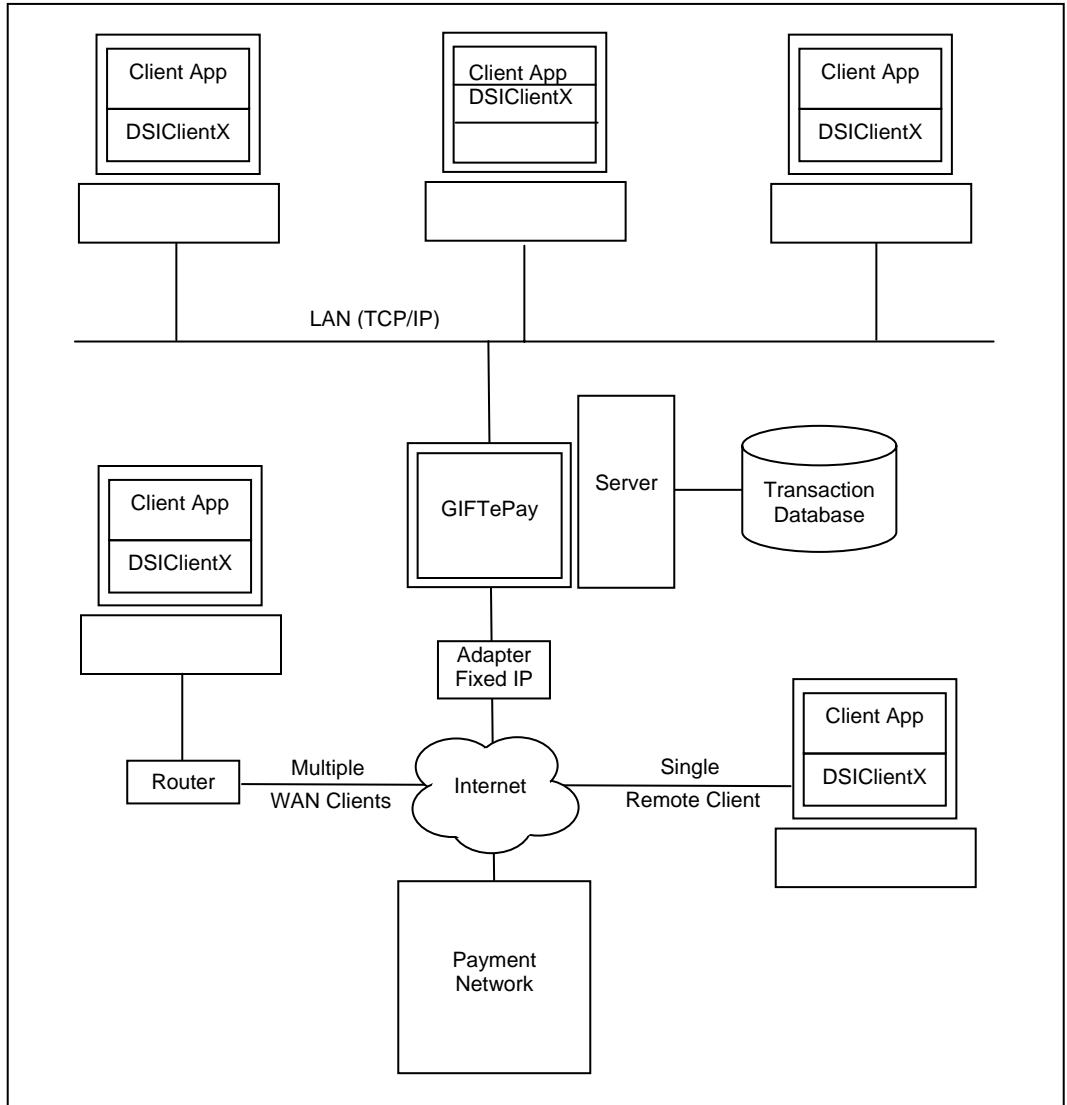 Client App
DSIClientX
Client App
DSIClientX
Client App
DSIClientX
LAN (TCP/IP)
GIFTePay
Server
Transaction
Database
Client App
DSIClientX
Adapter
Fixed IP
Router
Multiple
WAN Clients
Internet
Single
Remote Client
Client App
DSIClientX
Payment
Network